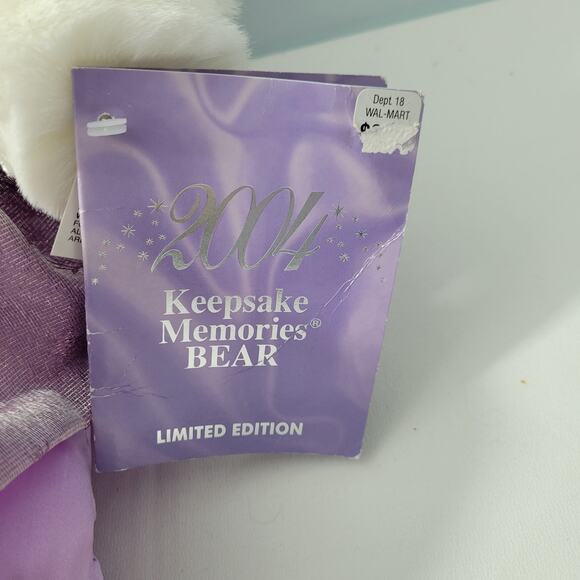 Dept. 18
WAL-MART
2004
Keepsake
Memories®
BEAR
LIMITED EDITION